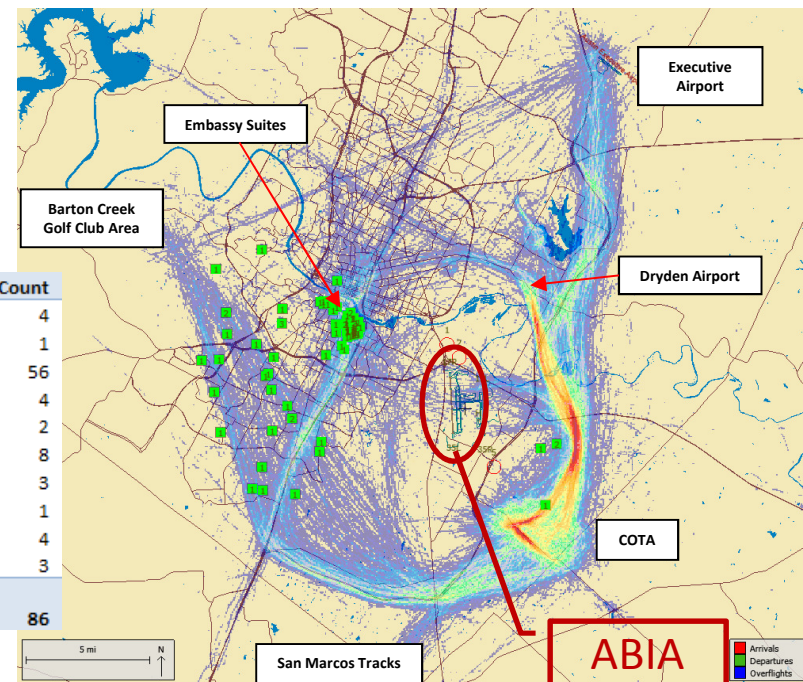 Executive
Airport
Embassy Suites
Barton Creek
Golf Club Area
Dryden Airport
Count
4
1
56
4
2
8
3
1
4
3
86
COTA
5 mi
N
San Marcos Tracks
ABIA
Arrivals
Departures
Overflights